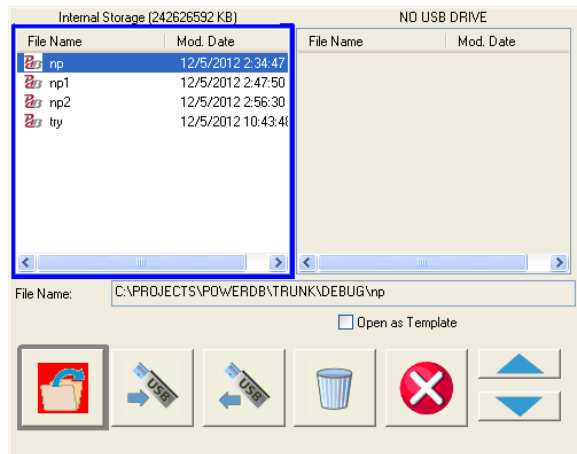 Internal Storage (242626592 KB)
NO USB DRIVE
File Name Mod. Date
File Name Mod. Date
np 12/5/2012 2:34:47
np1 12/5/2012 2:47:50
np2 12/5/2012 2:56:30
try 12/5/2012 10:43:48
File Name: C:\PROJECTS\POWERDB\TRUNK\DEBUG\np
Open as Template
USB
USB